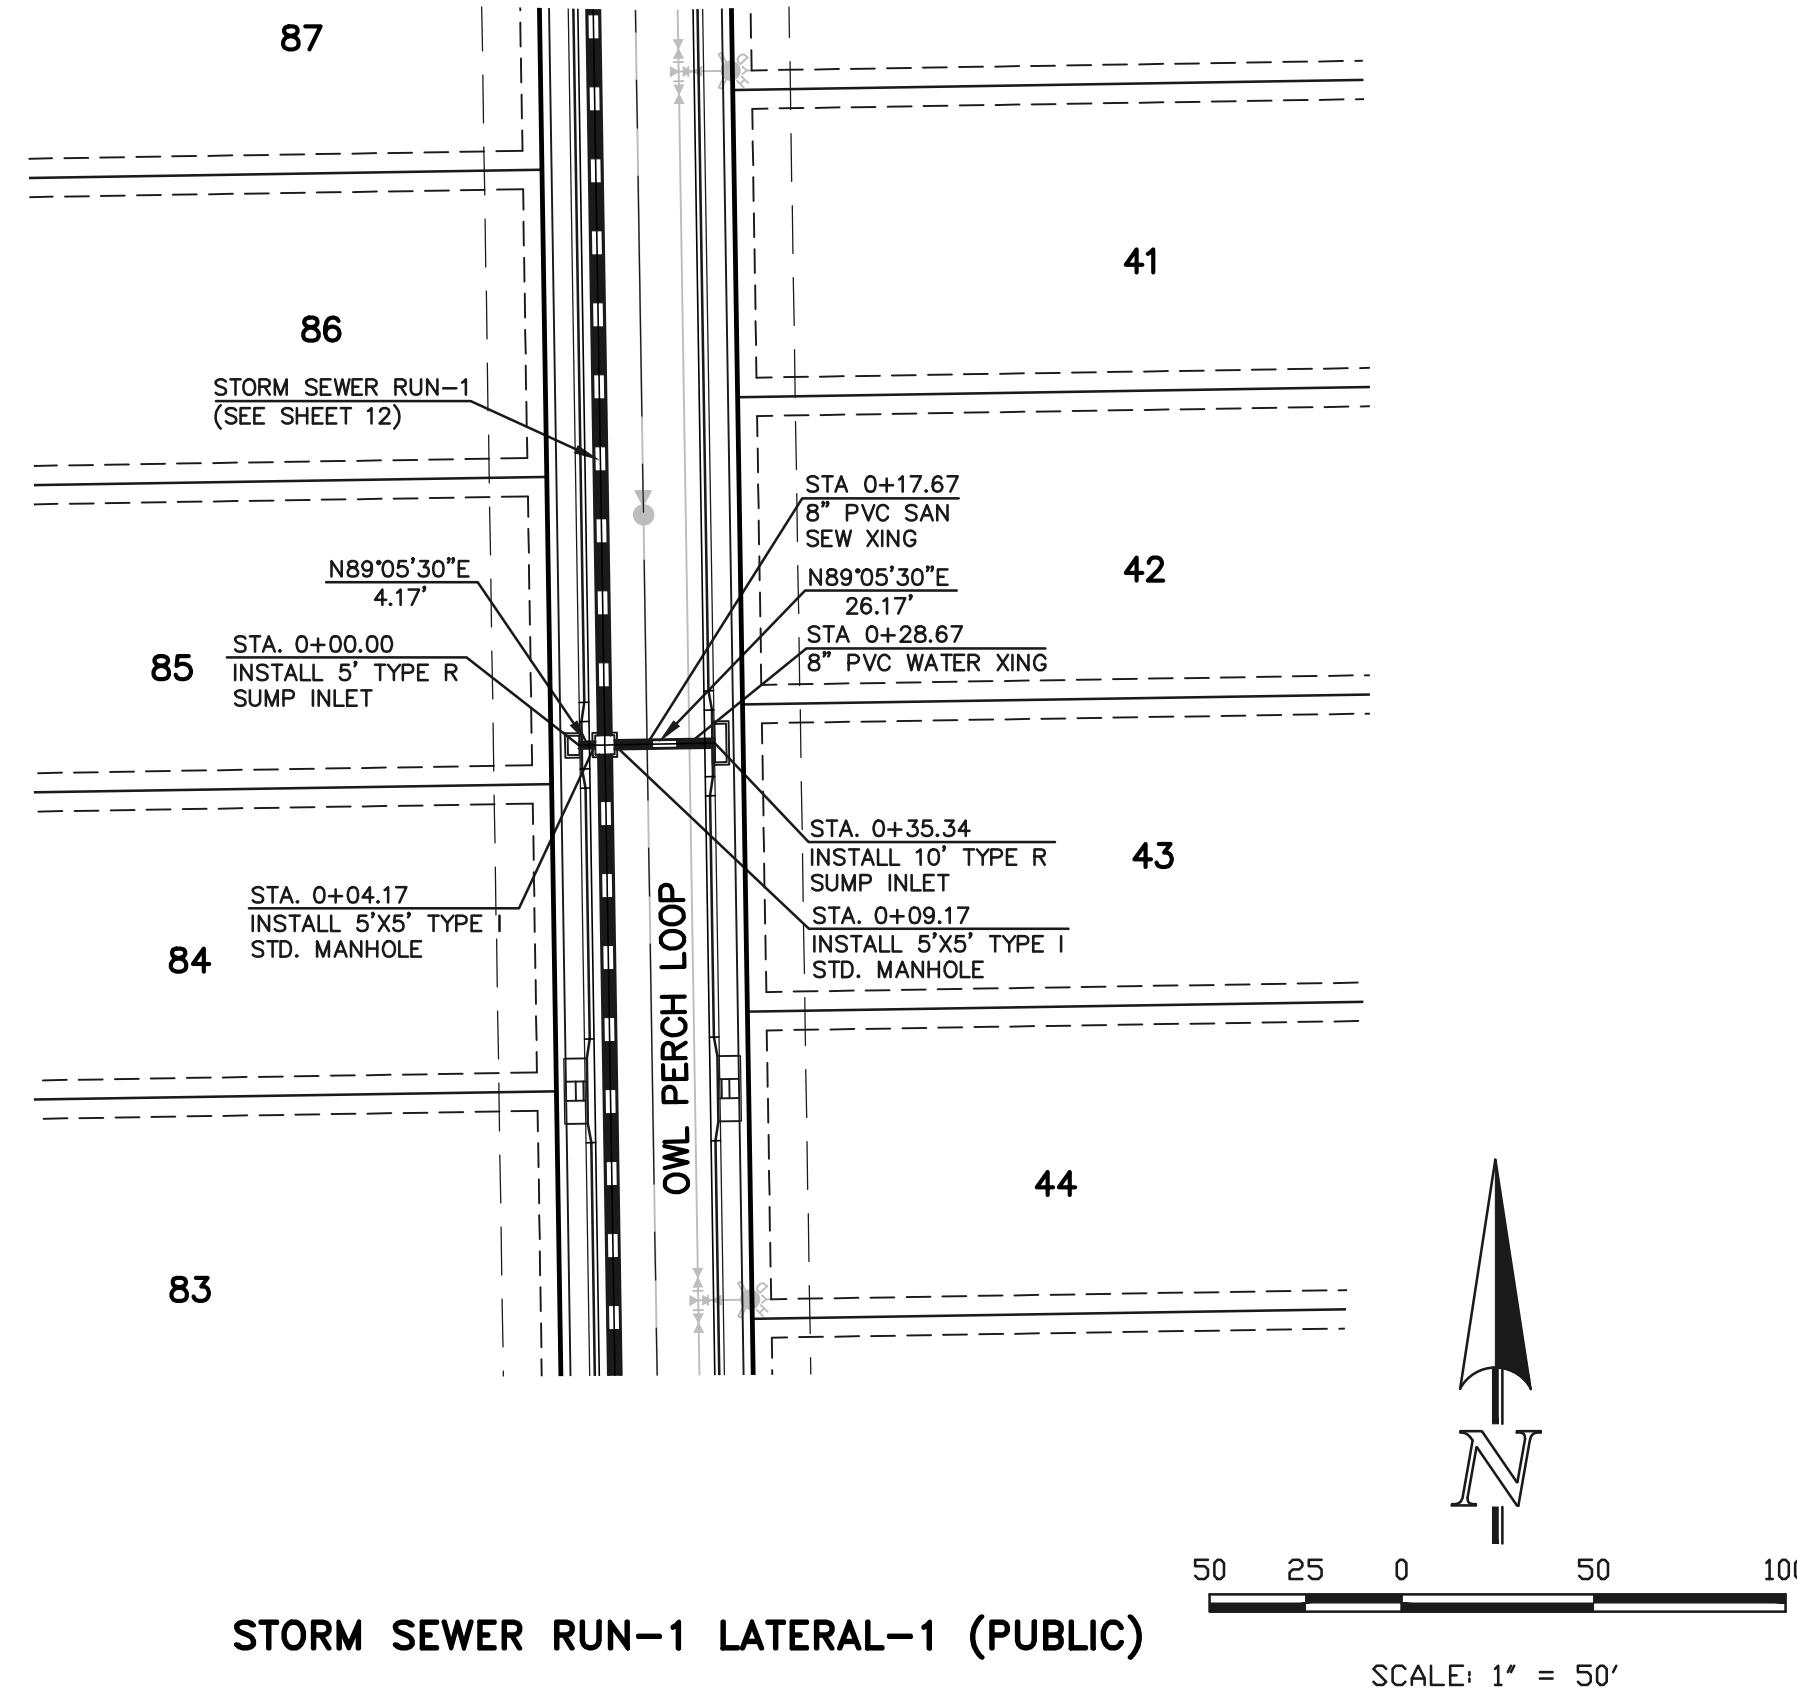 87
41
86
STORM SEWER RUN-1
(SEE SHEET 12)
STA 0+17.67
8" PVC SAN
SEW XING
42
N89°05'30"E
4.17'
N89°05'30"E
26.17'
STA 0+28.67
8" PVC WATER XING
85
STA. 0+00.00
INSTALL 5' TYPE R
SUMP INLET
STA. 0+35.34
INSTALL 10' TYPE R
SUMP INLET
43
STA. 0+04.17
INSTALL 5'X5' TYPE I
STD. MANHOLE
STA. 0+09.17
INSTALL 5'X5' TYPE I
STD. MANHOLE
84
OWL PERCH LOOP
44
83
N
50 25 0 50 100
STORM SEWER RUN-1 LATERAL-1 (PUBLIC)
SCALE: 1" = 50'